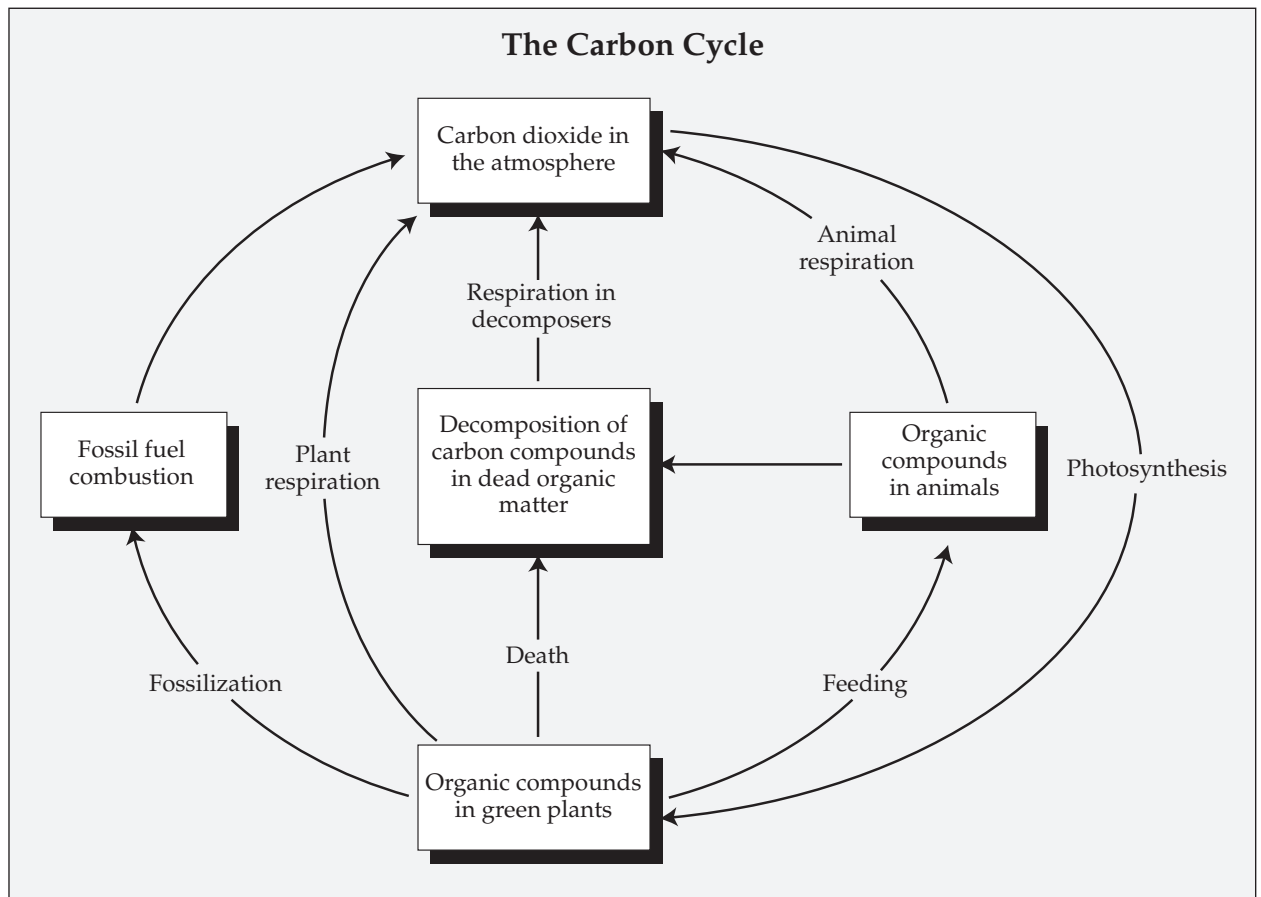 The Carbon Cycle
Carbon dioxide in
the atmosphere
Animal
respiration
Respiration in
decomposers
Fossil fuel
combustion
Plant
respiration
Decomposition of
carbon compounds
in dead organic
matter
Organic
compounds
in animals
Photosynthesis
Death
Fossilization
Feeding
Organic compounds
in green plants